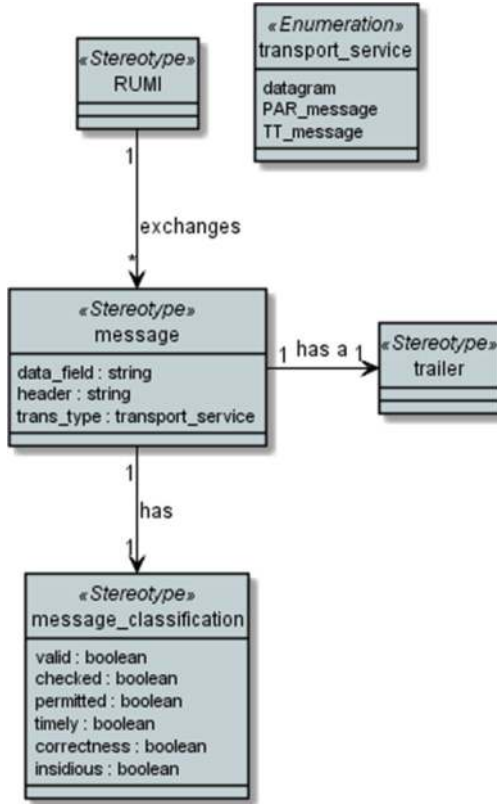 «Stereotype»
RUMI
«Enumeration»
transport_service
datagram
PAR_message
TT_message
1
exchanges
*
«Stereotype»
message
data_field : string
header : string
trans_type : transport_service
1 has a 1
«Stereotype»
trailer
1
has
1
«Stereotype»
message_classification
valid : boolean
checked : boolean
permitted : boolean
timely : boolean
correctness : boolean
insidious : boolean